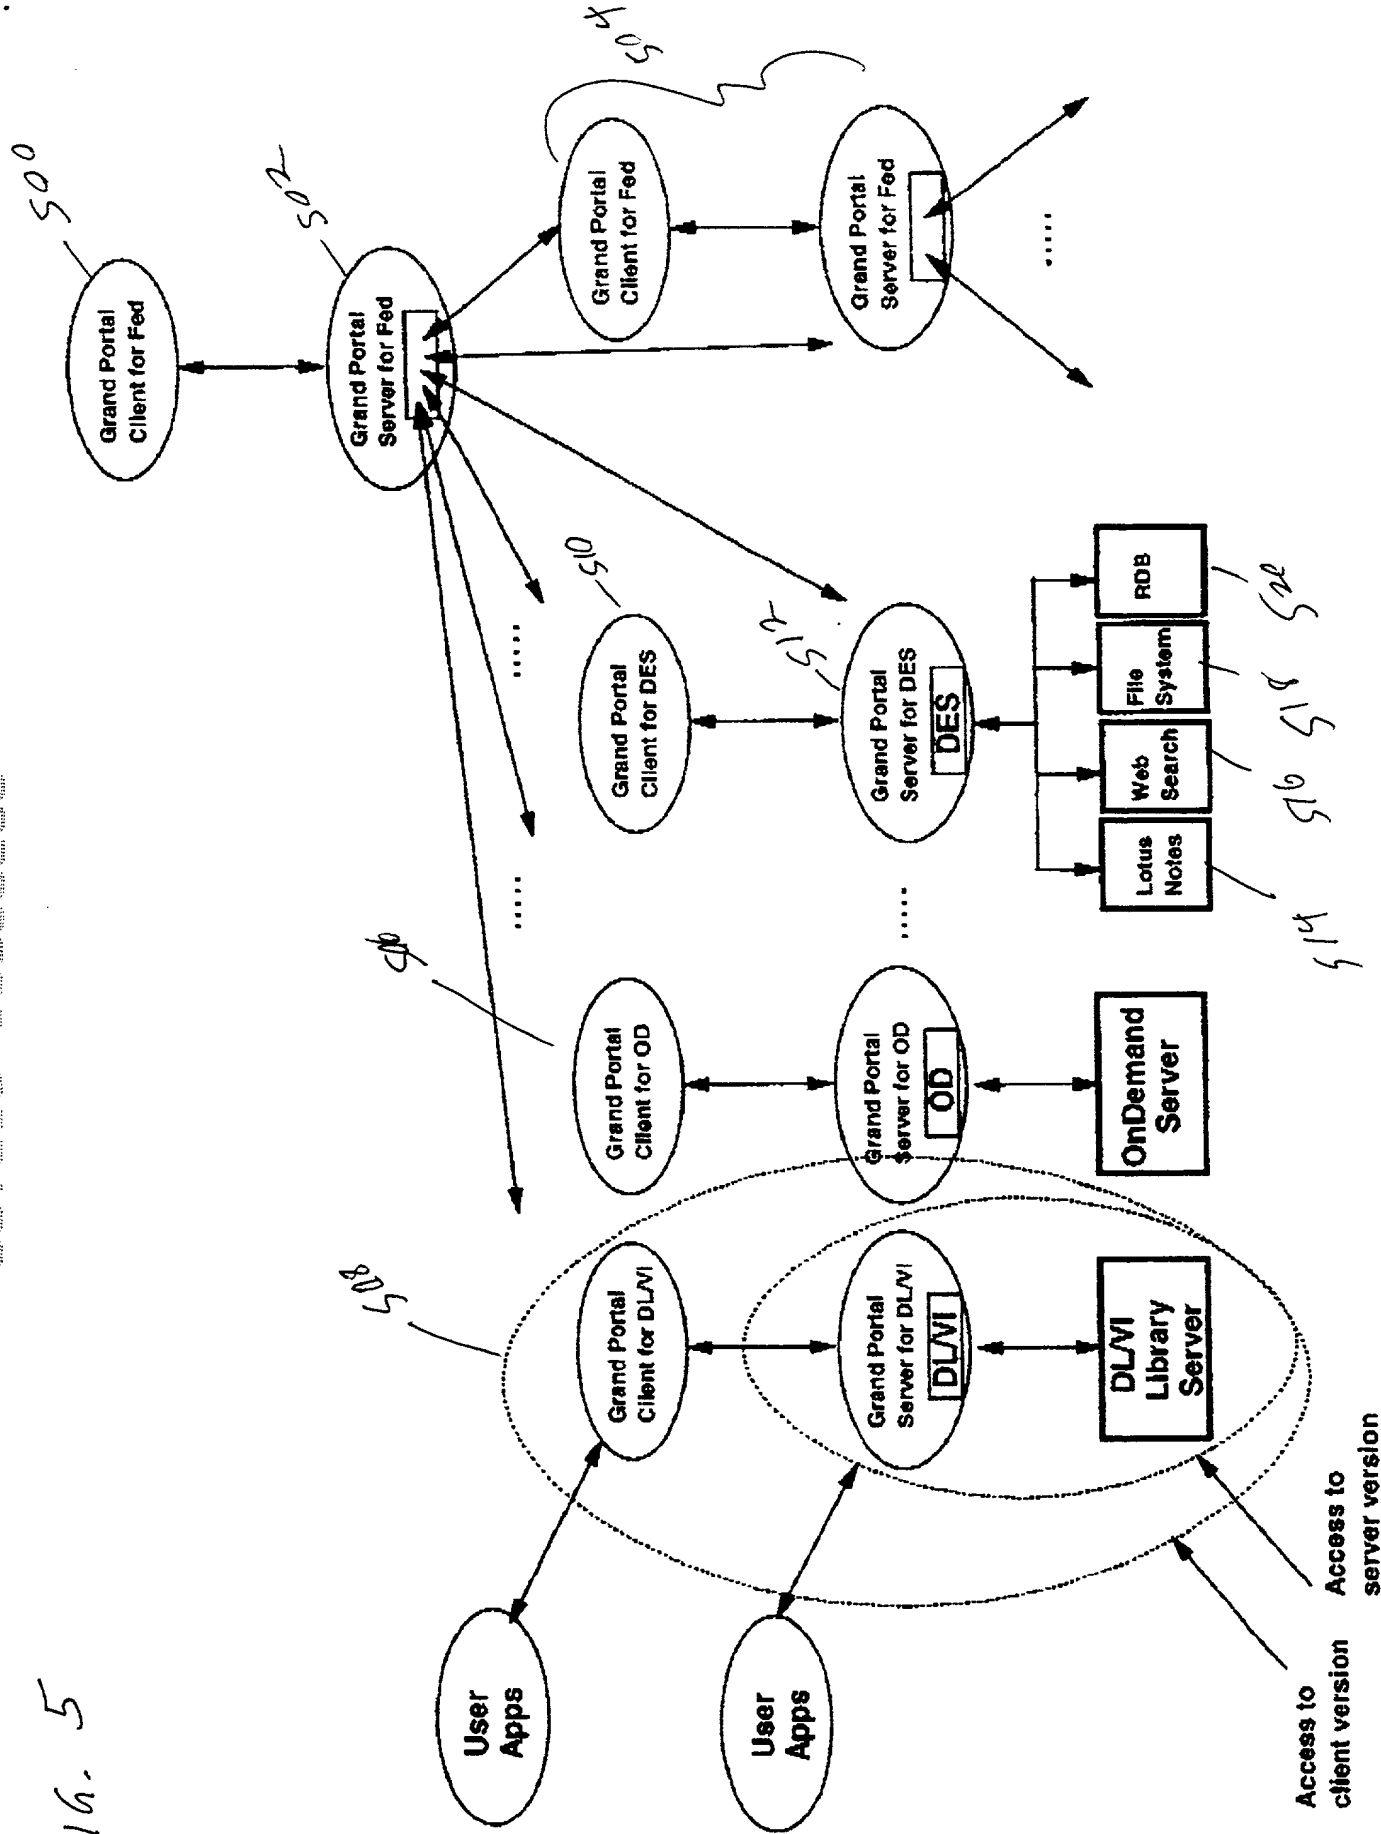 IG. 5
500
Grand Portal
Client for Fed
502
Grand Portal
Server for Fed
504
Grand Portal
Client for Fed
Grand Portal
Server for Fed
.....
508
506
510
.....
.....
User
Apps
Grand Portal
Client for DL/VI
Grand Portal
Client for OD
Grand Portal
Client for DES
512
User
Apps
Grand Portal
Server for DL/VI
DL/VI
Grand Portal
Server for OD
OD
.....
Grand Portal
Server for DES
DES
DL/VI
Library
Server
OnDemand
Server
Lotus
Notes
Web
Search
File
System
RDB
514
516
518
520
Access to
client version
Access to
server version